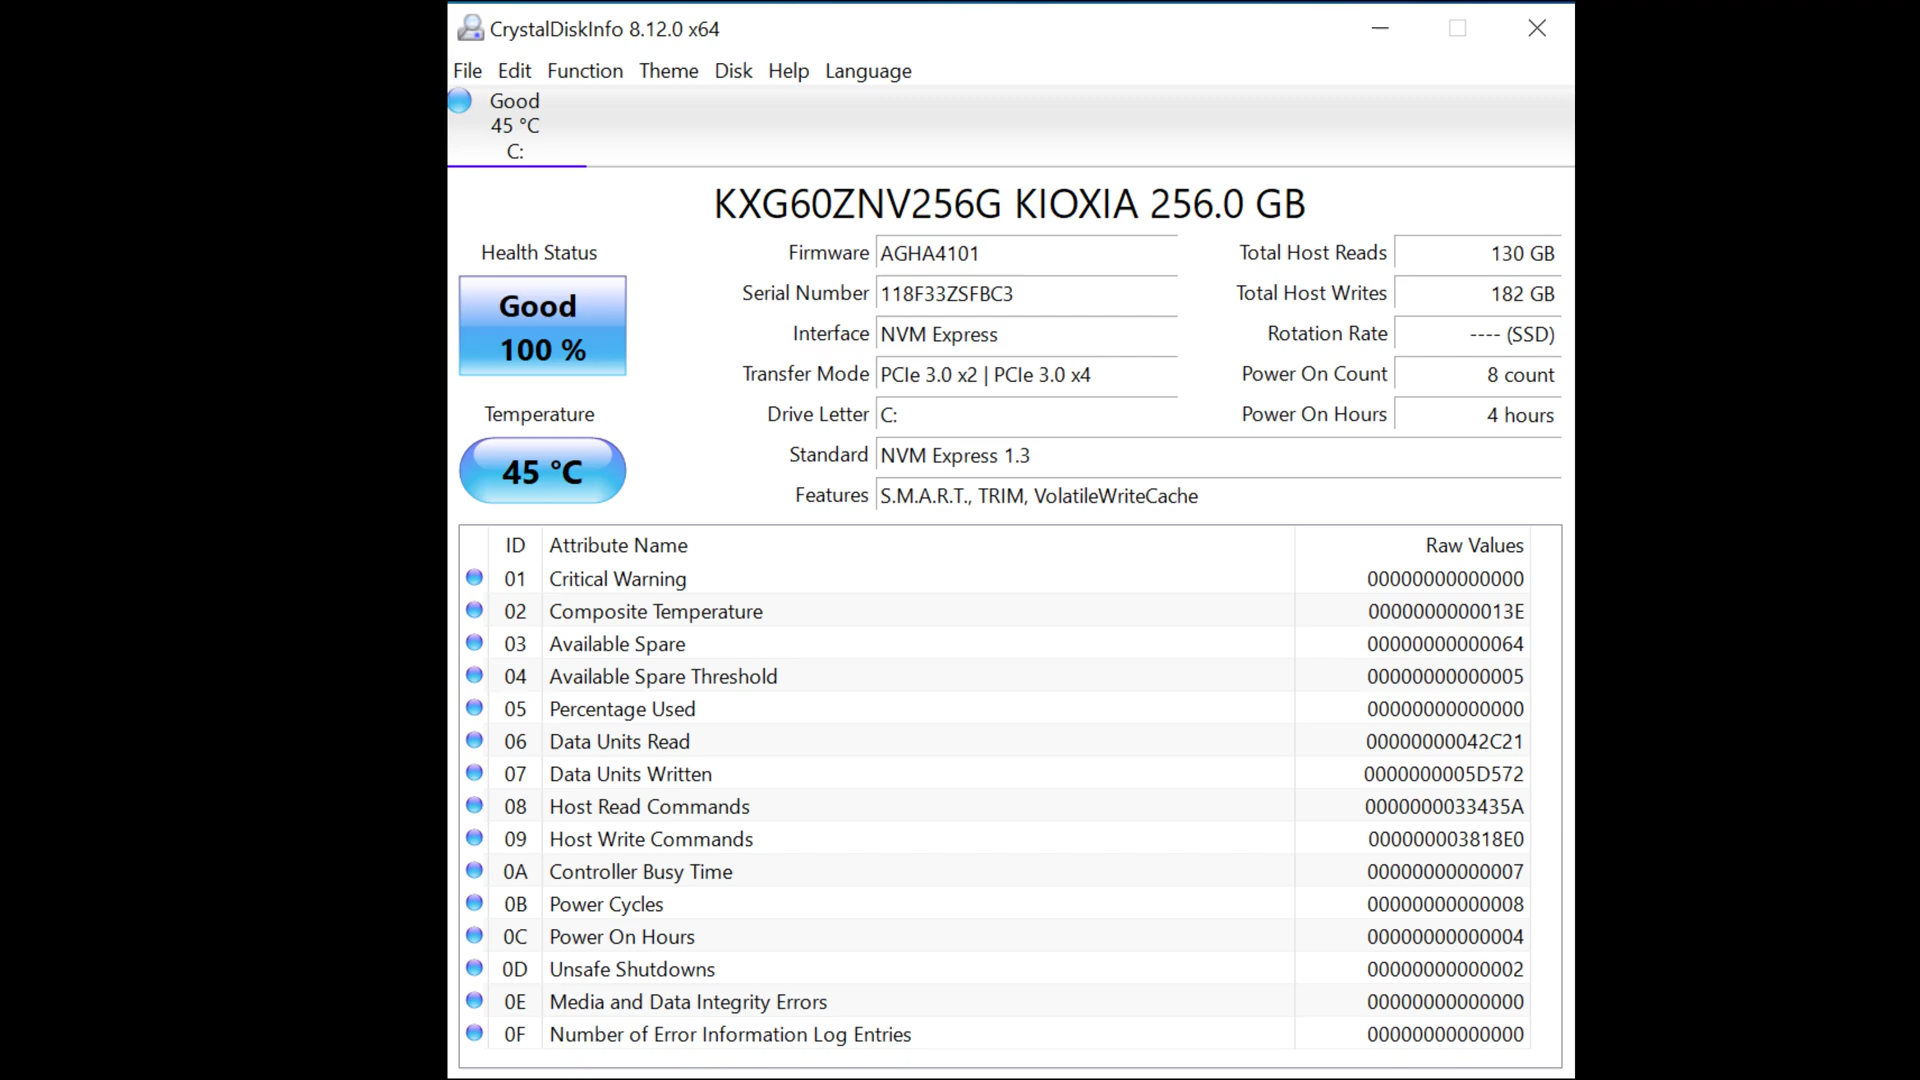 CrystalDiskInfo 8.12.0 x64
File Edit Function Theme Disk Help Language
Good
45 °C
C:
KXG60ZNV256G KIOXIA 256.0 GB
Health Status
Good
100 %
Temperature
45 °C
Firmware AGHA4101
Serial Number 118F33ZSFBC3
Interface NVM Express
Transfer Mode PCIe 3.0 x2 | PCIe 3.0 x4
Drive Letter C:
Standard NVM Express 1.3
Features S.M.A.R.T., TRIM, VolatileWriteCache
Total Host Reads 130 GB
Total Host Writes 182 GB
Rotation Rate ---- (SSD)
Power On Count 8 count
Power On Hours 4 hours
ID Attribute Name Raw Values
01 Critical Warning 00000000000000
02 Composite Temperature 0000000000013E
03 Available Spare 00000000000064
04 Available Spare Threshold 00000000000005
05 Percentage Used 00000000000000
06 Data Units Read 00000000042C21
07 Data Units Written 0000000005D572
08 Host Read Commands 0000000033435A
09 Host Write Commands 000000003818E0
0A Controller Busy Time 00000000000007
0B Power Cycles 00000000000008
0C Power On Hours 00000000000004
0D Unsafe Shutdowns 00000000000002
0E Media and Data Integrity Errors 00000000000000
0F Number of Error Information Log Entries 00000000000000